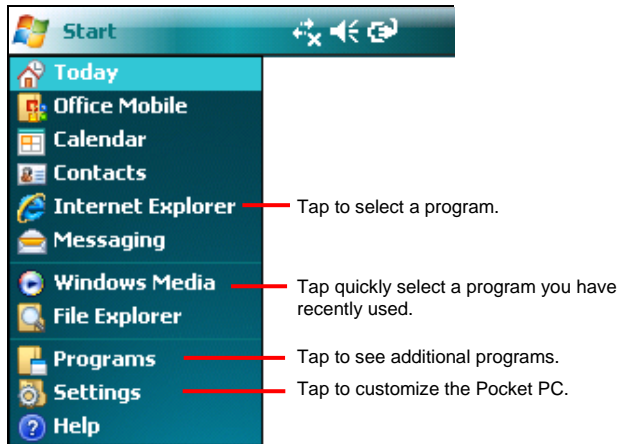 Start
Today
Office Mobile
Calendar
Contacts
Internet Explorer
Tap to select a program.
Messaging
Windows Media
Tap quickly select a program you have
recently used.
File Explorer
Programs
Tap to see additional programs.
Settings
Tap to customize the Pocket PC.
Help